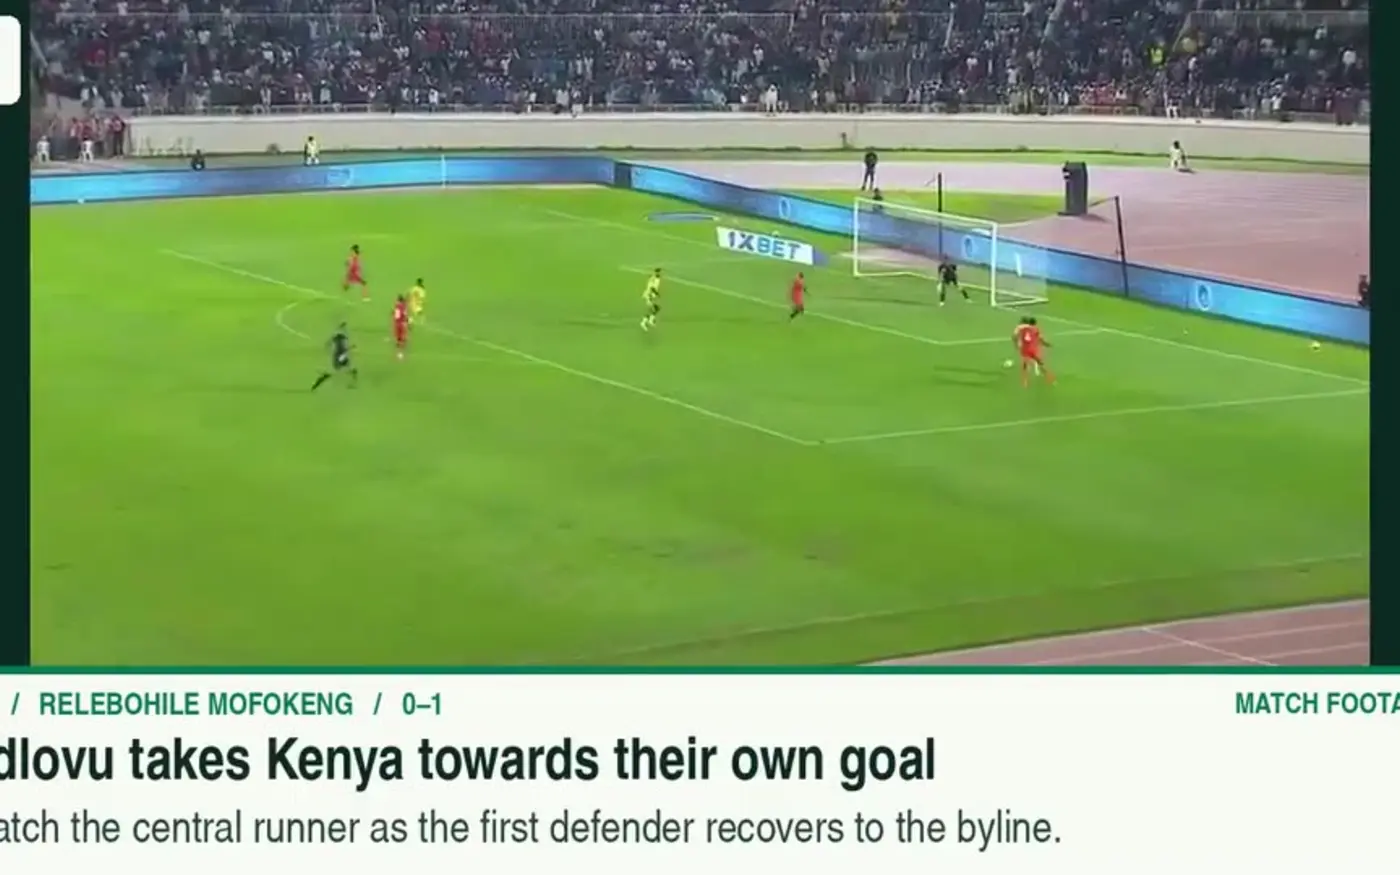 1XBET
/ RELEBOHILE MOFOKENG / 0–1
MATCH FOOTA
dlovu takes Kenya towards their own goal
atch the central runner as the first defender recovers to the byline.